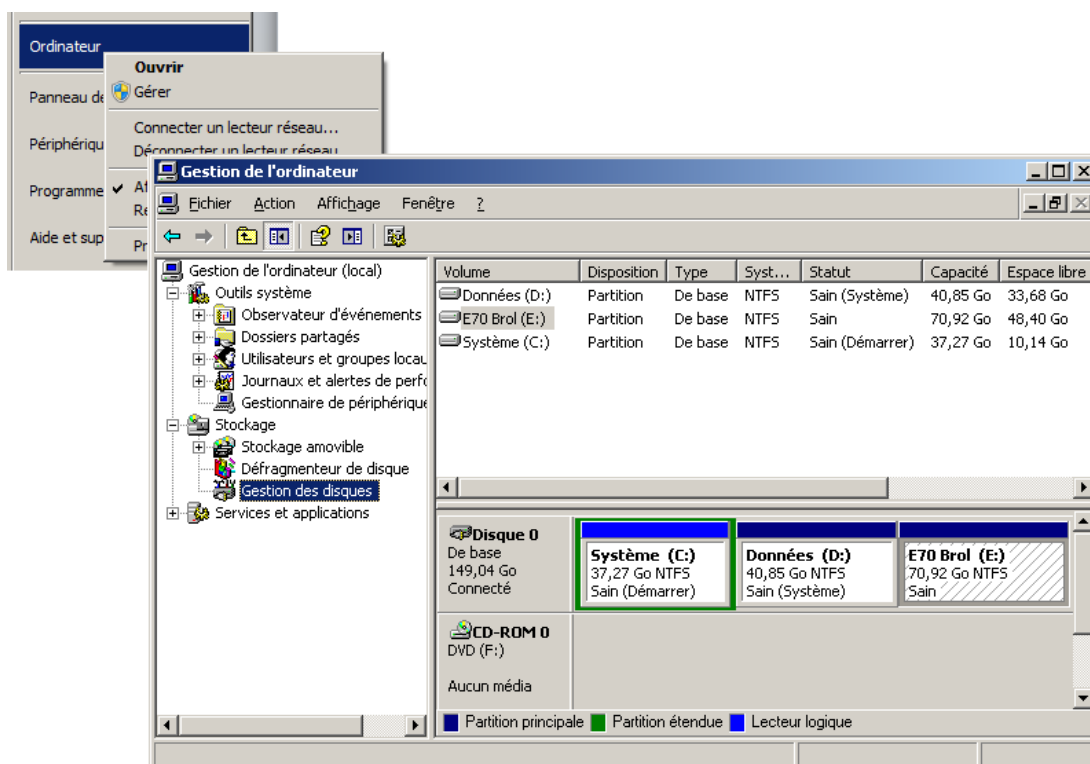 Ordinateur
Panneau de
Périphériqu
Programme
Aide et sup
Ouvrir
Gérer
Connecter un lecteur réseau...
Déconnecter un lecteur réseau
Af
Re
Pr
Gestion de l'ordinateur
Fichier Action Affichage Fenêtre ?
Gestion de l'ordinateur (local)
Outils système
Observateur d'événements
Dossiers partagés
Utilisateurs et groupes locau
Journaux et alertes de perfo
Gestionnaire de périphérique
Stockage
Stockage amovible
Défragmenteur de disque
Gestion des disques
Services et applications
Volume Disposition Type Syst... Statut Capacité Espace libre
Données (D:) Partition De base NTFS Sain (Système) 40,85 Go 33,68 Go
E70 Brol (E:) Partition De base NTFS Sain 70,92 Go 48,40 Go
Système (C:) Partition De base NTFS Sain (Démarrer) 37,27 Go 10,14 Go
Disque 0
De base
149,04 Go
Connecté
Système (C:)
37,27 Go NTFS
Sain (Démarrer)
Données (D:)
40,85 Go NTFS
Sain (Système)
E70 Brol (E:)
70,92 Go NTFS
Sain
CD-ROM 0
DVD (F:)
Aucun média
Partition principale Partition étendue Lecteur logique